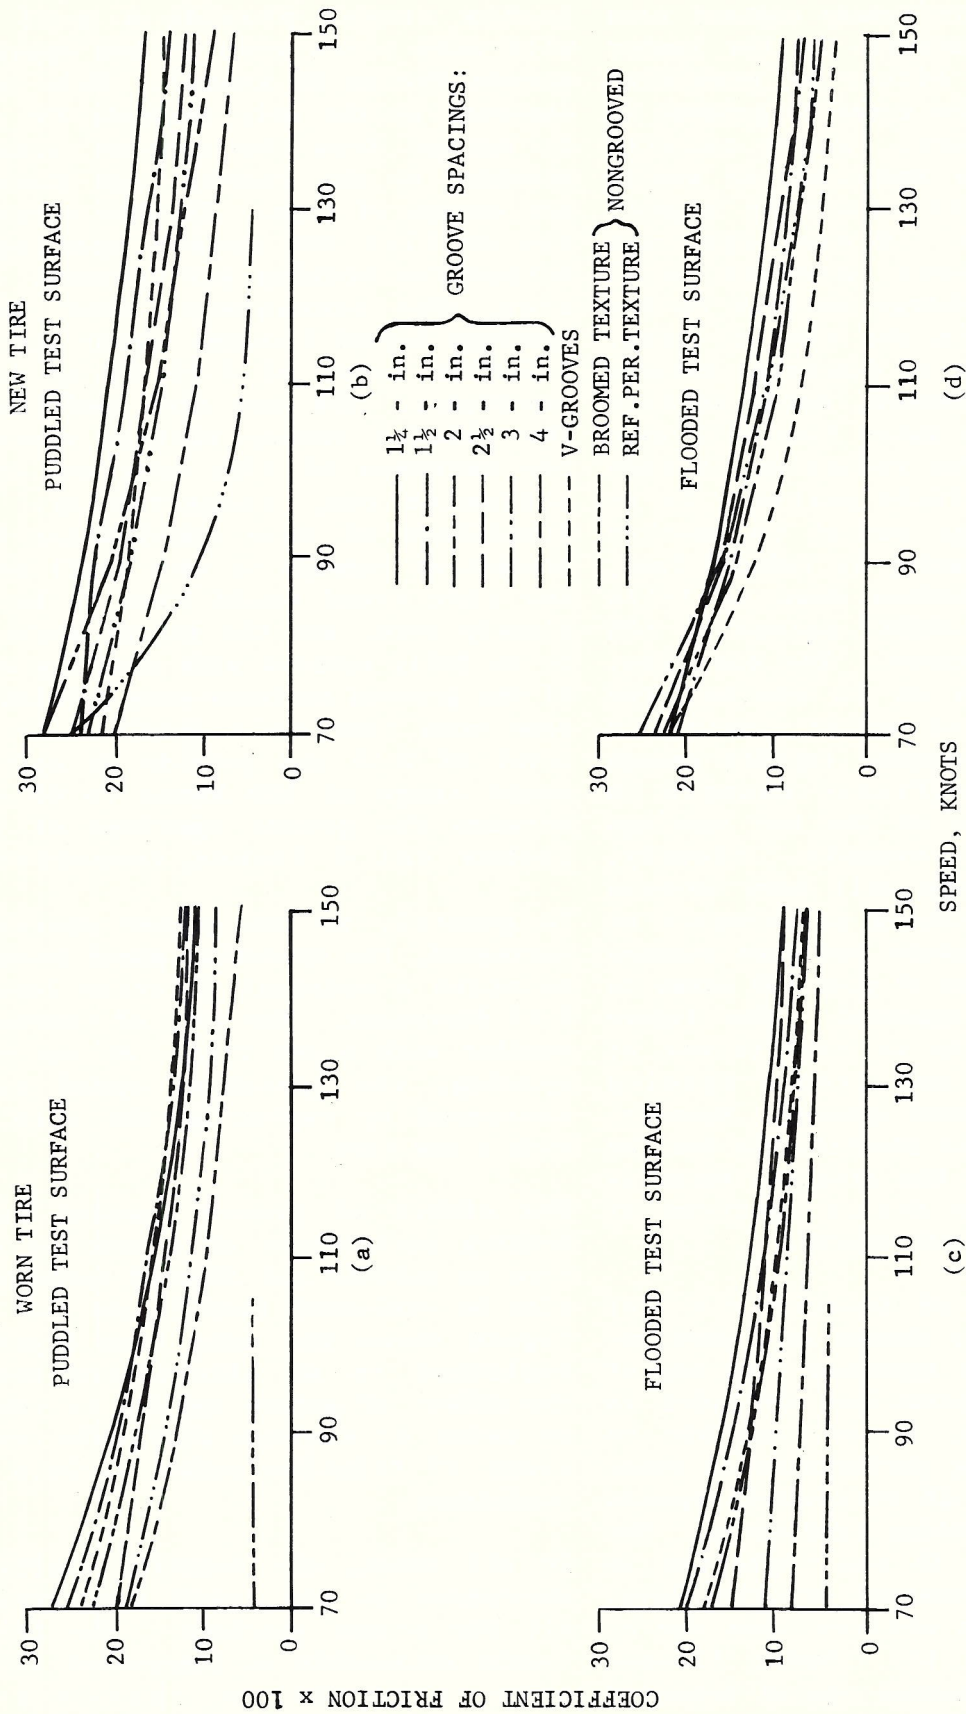 WORN TIRE
PUDDLED TEST SURFACE
30
20
10
0
70
90
110
130
150
(a)
NEW TIRE
PUDDLED TEST SURFACE
30
20
10
0
70
90
110
130
150
(b)
1¼ - in.
1½ - in.
2 - in.
2½ - in.
3 - in.
4 - in.
GROOVE SPACINGS:
V-GROOVES
BROOMED TEXTURE
REF.PER.TEXTURE
NONGROOVED
FLOODED TEST SURFACE
30
20
10
0
70
90
110
130
150
(c)
FLOODED TEST SURFACE
30
20
10
0
70
90
110
130
150
(d)
COEFFICIENT OF FRICTION x 100
SPEED, KNOTS